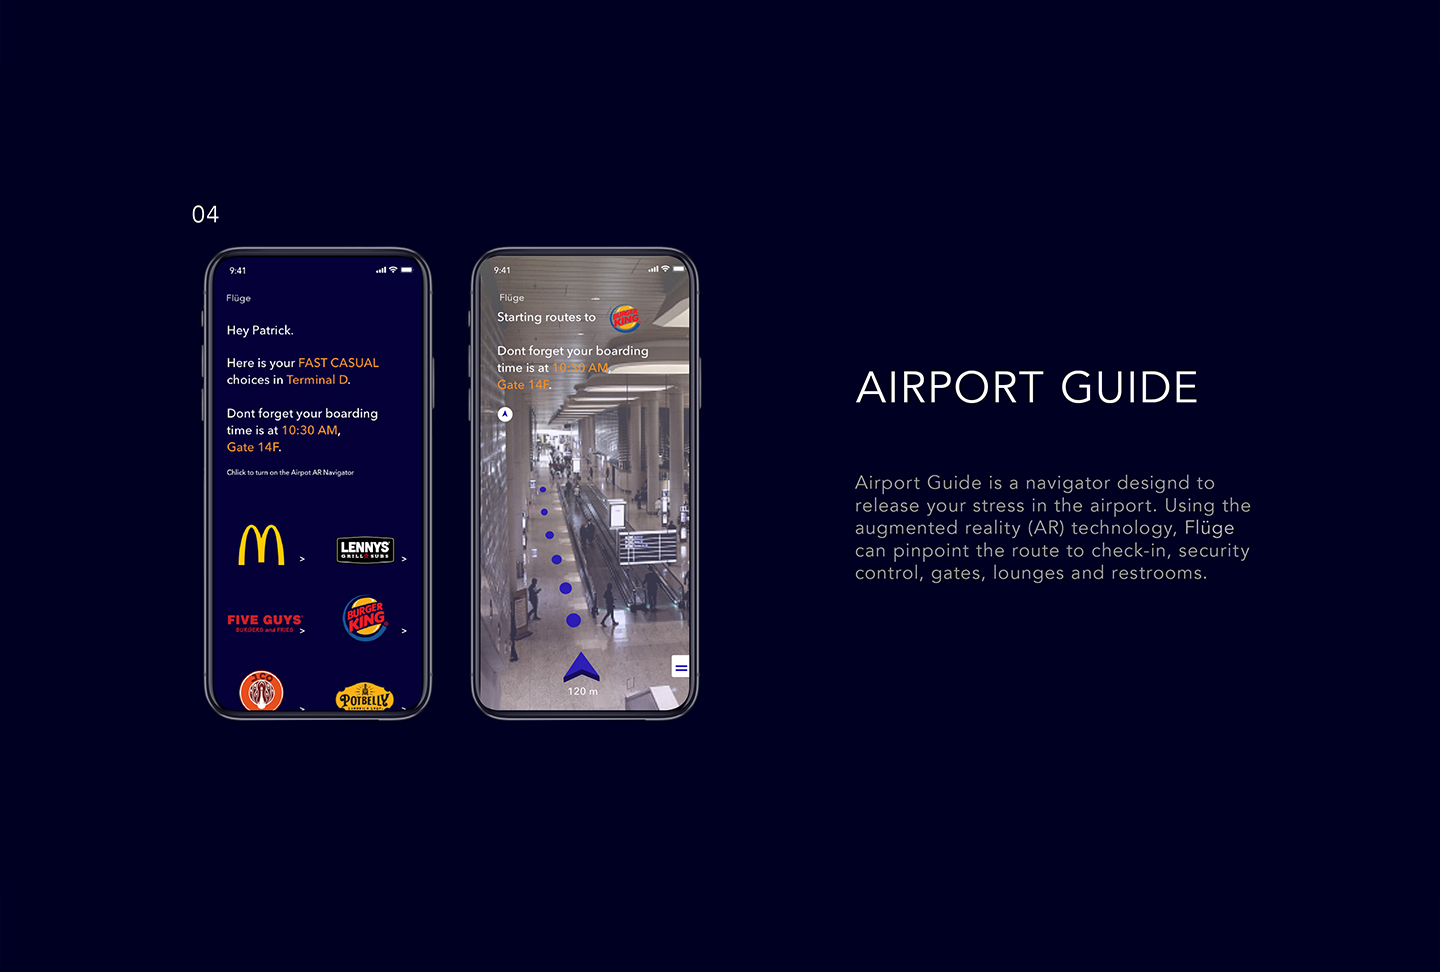 04
9:41
Flüge
Hey Patrick.
Here is your FAST CASUAL
choices in Terminal D.
Dont forget your boarding
time is at 10:30 AM,
Gate 14F.
Chlick to turn on the Airpot AR Navigator
>
LENNYS
GRILL & SUBS
>
FIVE GUYS
BURGERS and FRIES
>
BURGER
KING
>
J.CO
>
POTBELLY
>
9:41
Flüge
Starting routes to
BURGER
KING
Dont forget your boarding
time is at 10:30 AM,
Gate 14F.
120 m
AIRPORT GUIDE
Airport Guide is a navigator designd to
release your stress in the airport. Using the
augmented reality (AR) technology, Flüge
can pinpoint the route to check-in, security
control, gates, lounges and restrooms.